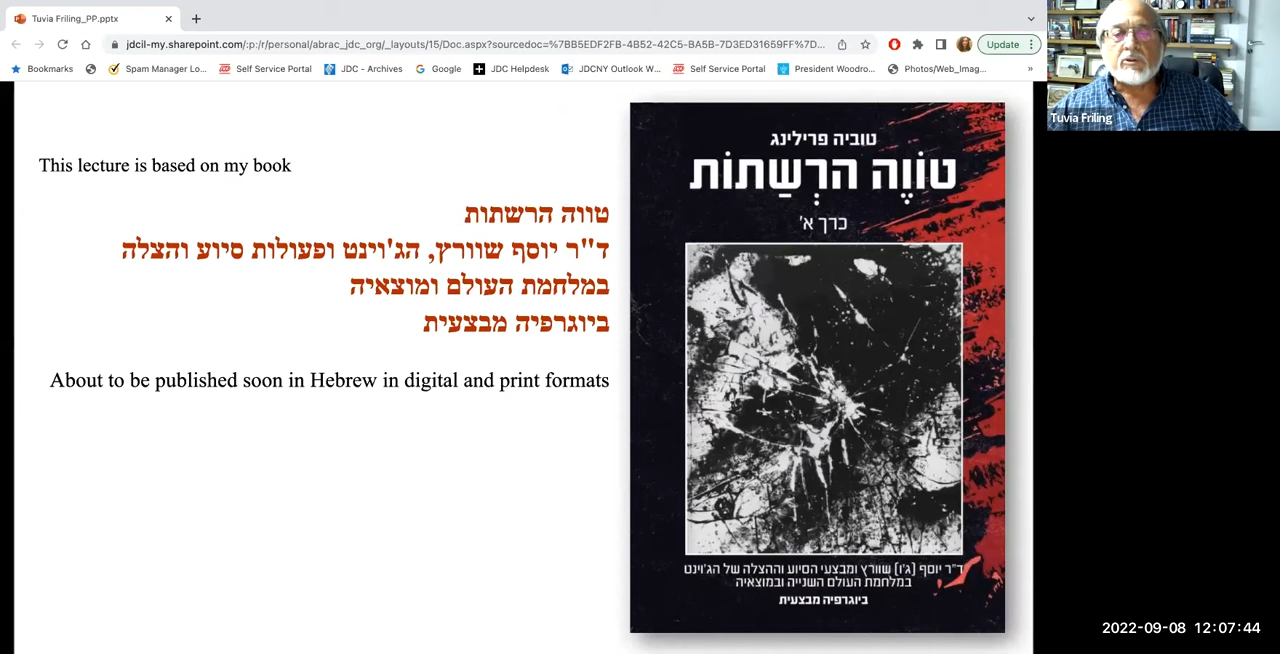 Tuvia Friling_PP.pptx
jdcil-my.sharepoint.com/:p:/r/personal/abrac_jdc_org/_layouts/15/Doc.aspx?sourcedoc=%7BB5EDF2FB-4B52-42C5-BA5B-7D3ED31659FF%7D...
Update
Bookmarks Spam Manager Lo... Self Service Portal JDC - Archives Google JDC Helpdesk JDCNY Outlook W... Self Service Portal President Woodro... Photos/Web_Imag... »
Tuvia Friling
This lecture is based on my book
טווה הרשתות
ד"ר יוסף שוורץ, הג'וינט ופעולות סיוע והצלה
במלחמת העולם ומוצאיה
ביוגרפיה מבצעית
About to be published soon in Hebrew in digital and print formats
טוביה פרילינג
טוֹוֶה הרְשַתוֹת
כרך א'
ד"ר יוסף (ג'ו) שוורץ ומבצעי הסיוע וההצלה של הג'וינט
במלחמת העולם השנייה ובמוצאיה
ביוגרפיה מבצעית
2022-09-08 12:07:44